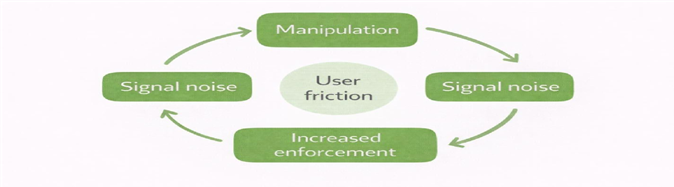 Manipulation
Signal noise
User
friction
Signal noise
Increased
enforcement